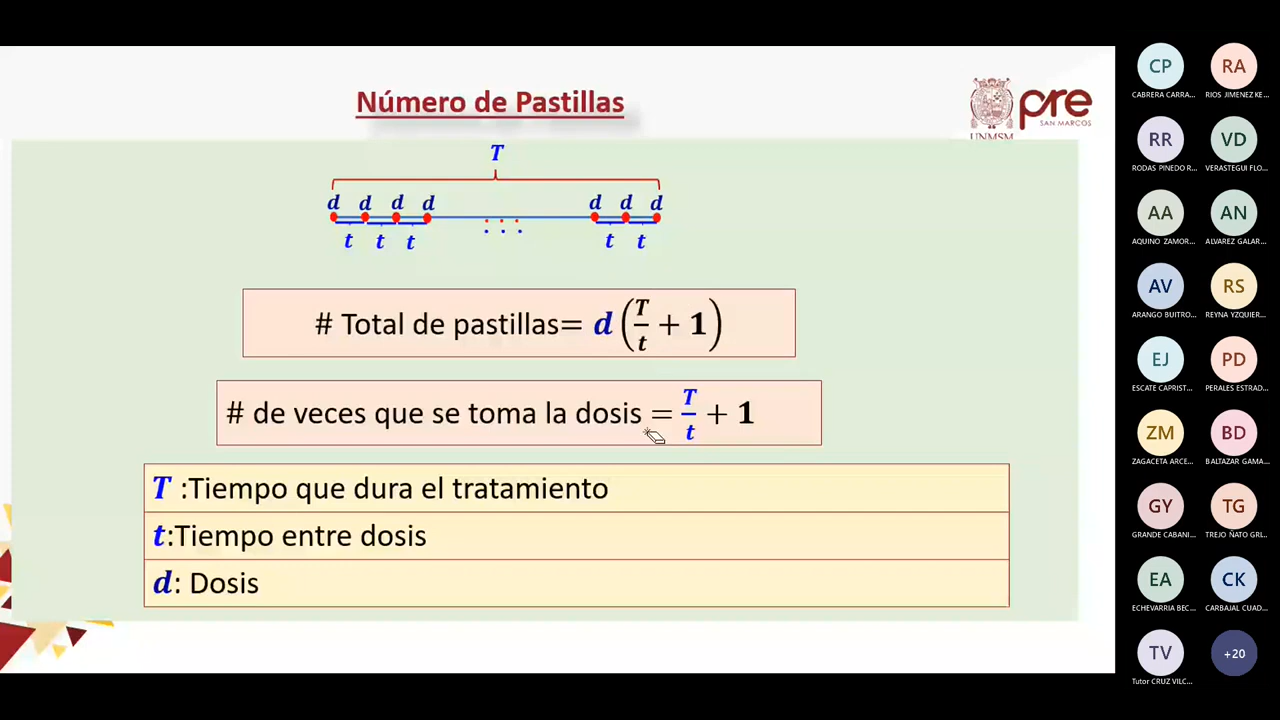 Número de Pastillas
UNMSM
pre
SAN MARCOS
T
d d d d d d d
t t t t t
# Total de pastillas= d (T/t + 1)
# de veces que se toma la dosis = T/t + 1
T :Tiempo que dura el tratamiento
t:Tiempo entre dosis
d: Dosis
CP RA
CABRERA CARRA... RIOS JIMENEZ KE...
RR VD
RODAS PINEDO R... VERASTEGUI FLO...
AA AN
AQUINO ZAMOR... ALVAREZ GALAR...
AV RS
ARANGO BUITRO... REYNA YZQUIER...
EJ PD
ESCATE CAPRIST... PERALES ESTRAD...
ZM BD
ZAGACETA ARCE... BALTAZAR GAMA...
GY TG
GRANDE CABANI... TREJO ÑATO GRL...
EA CK
ECHEVARRIA BEC... CARBAJAL CUAD...
TV +20
Tutor CRUZ VILC...